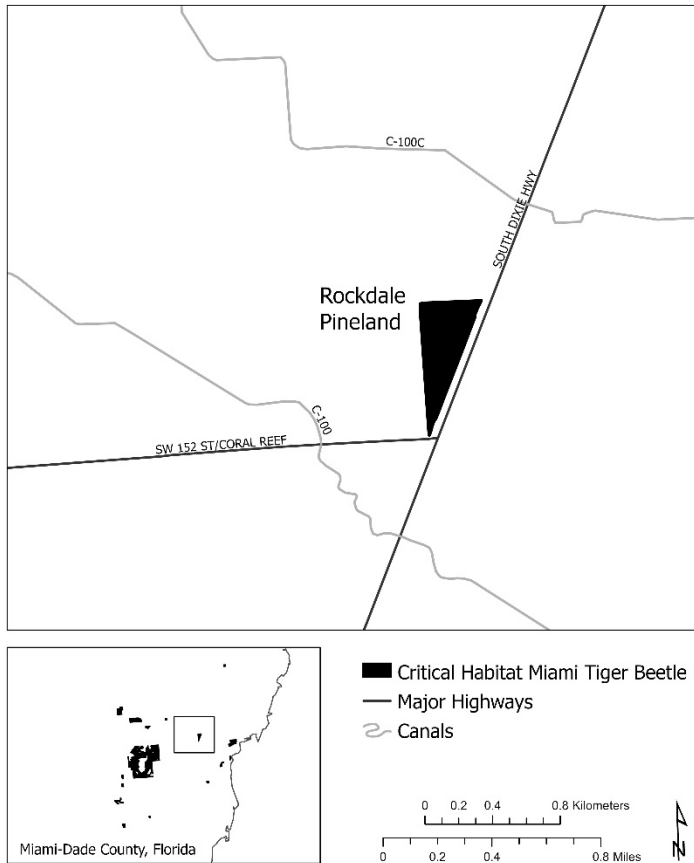 C-100C
SOUTH DIXIE HWY
Rockdale
Pineland
C-100
SW 152 ST/CORAL REEF
Miami-Dade County, Florida
Critical Habitat Miami Tiger Beetle
Major Highways
Canals
0 0.2 0.4 0.8 Kilometers
0 0.2 0.4 0.8 Miles
N